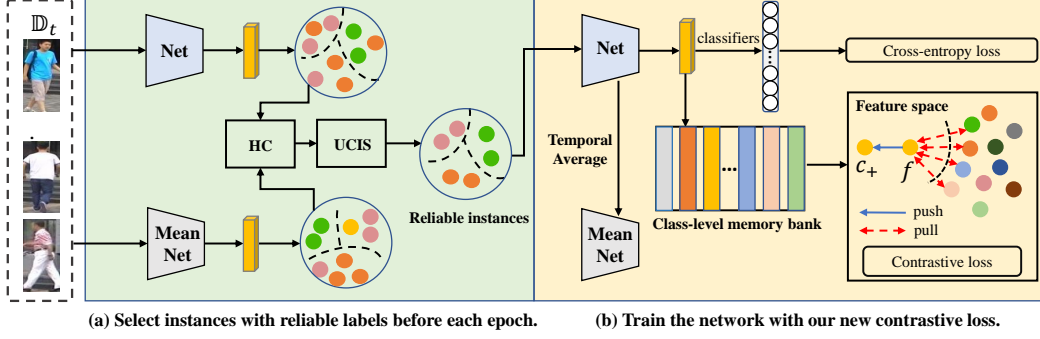 𝔻t
Net
HC
UCIS
Reliable instances
Mean
Net
(a) Select instances with reliable labels before each epoch.
Net
classifiers
Cross-entropy loss
Temporal
Average
Class-level memory bank
Mean
Net
Feature space
C+
f
push
pull
Contrastive loss
(b) Train the network with our new contrastive loss.